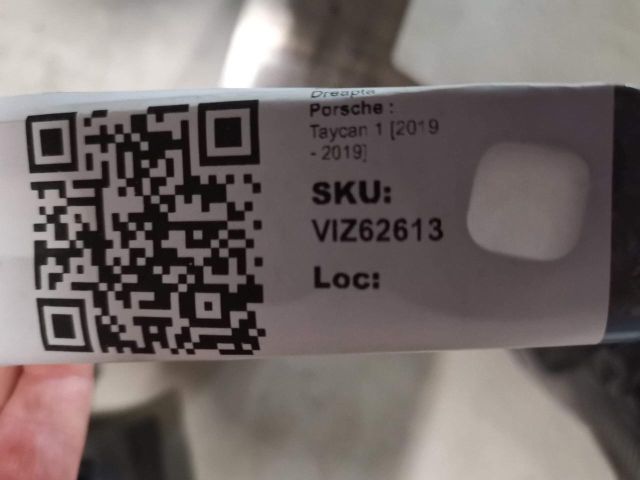 Dreapta
Porsche :
Taycan 1 [2019
- 2019]
SKU:
VIZ62613
Loc: